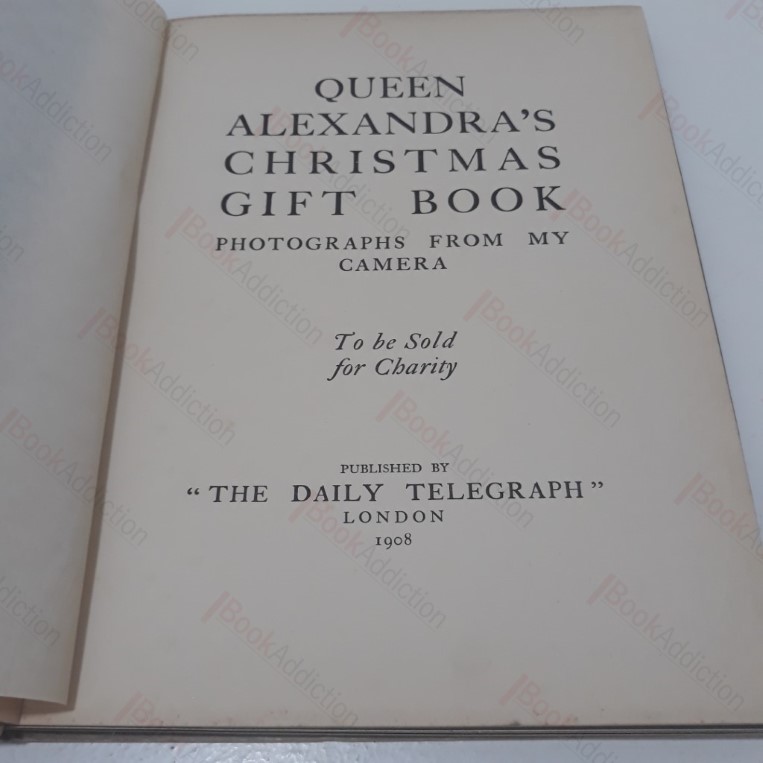 QUEEN
ALEXANDRA'S
CHRISTMAS
GIFT BOOK
PHOTOGRAPHS FROM MY
CAMERA
To be Sold
for Charity
PUBLISHED BY
"THE DAILY TELEGRAPH"
LONDON
1908
BookAddiction